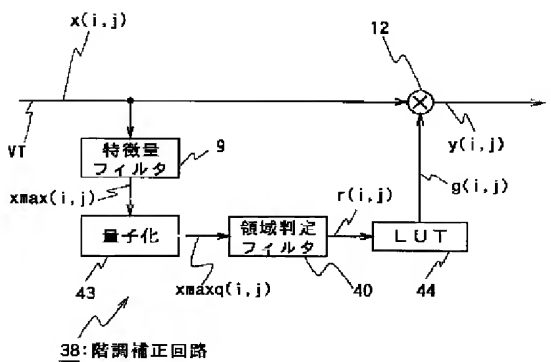 x(i,j)
12
VT
特徴量
フィルタ
9
y(i,j)
xmax(i,j)
g(i,j)
量子化
領域判定
フィルタ
r(i,j)
LUT
43
xmaxq(i,j)
40
44
38:階調補正回路